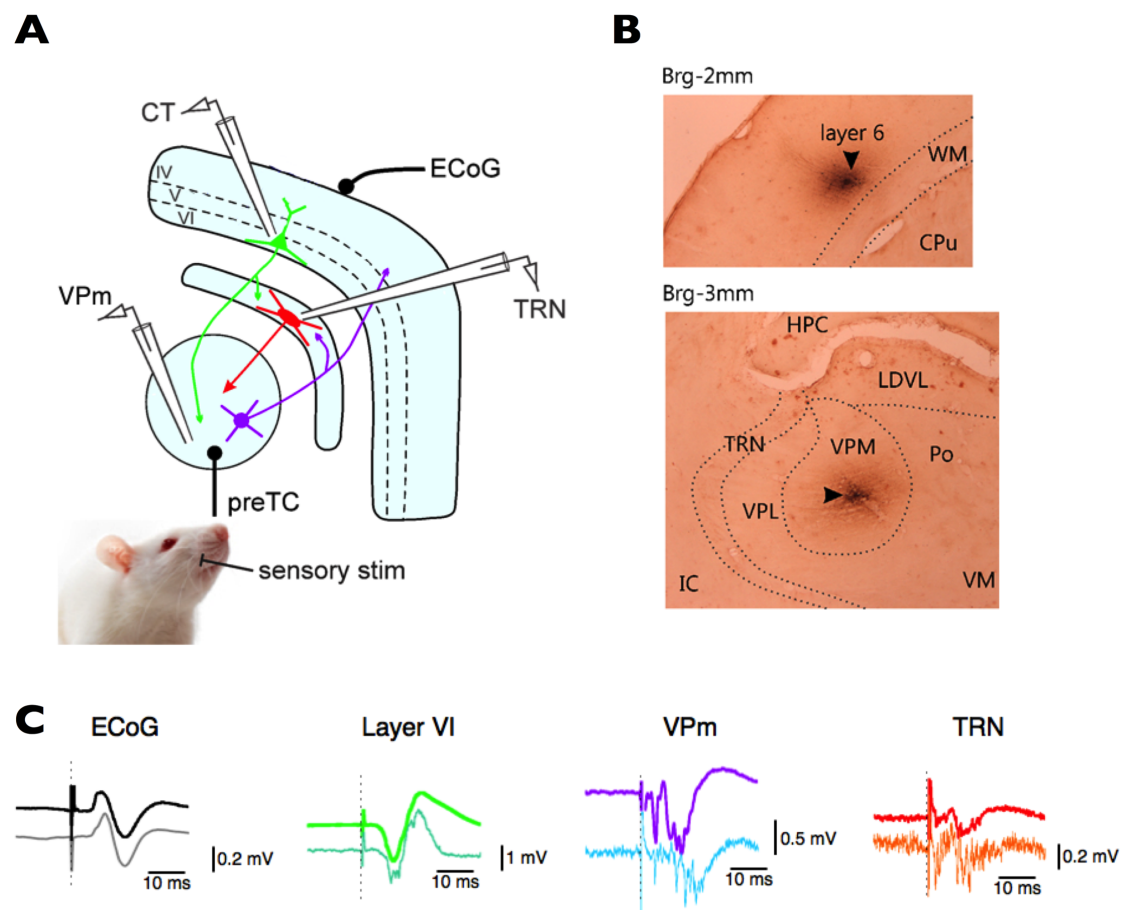 A
B
Brg-2mm
CT
layer 6
WM
ECoG
IV
V
VI
CPu
VPm
TRN
Brg-3mm
HPC
LDVL
TRN
VPM
Po
VPL
preTC
IC
VM
sensory stim
C
ECoG
Layer VI
VPm
TRN
0.2 mV
10 ms
1 mV
10 ms
0.5 mV
10 ms
0.2 mV
10 ms